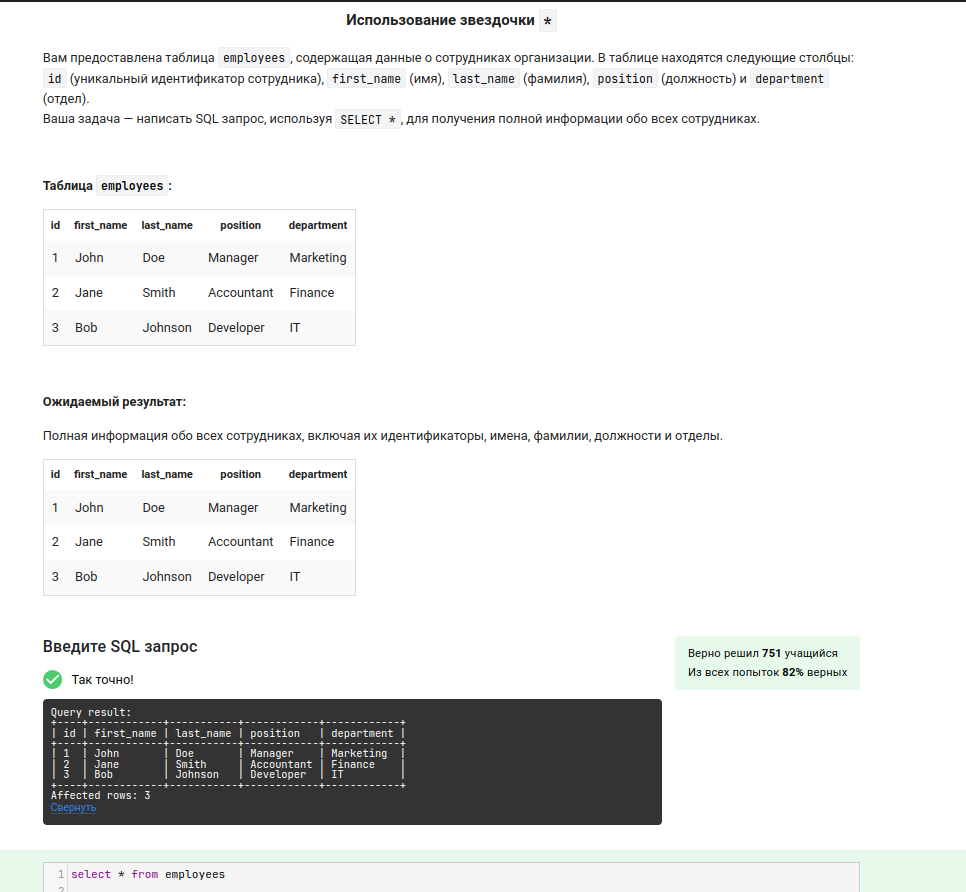 Использование звездочки *
Вам предоставлена таблица employees, содержащая данные о сотрудниках организации. В таблице находятся следующие столбцы:
id (уникальный идентификатор сотрудника), first_name (имя), last_name (фамилия), position (должность) и department
(отдел).
Ваша задача — написать SQL запрос, используя SELECT *, для получения полной информации обо всех сотрудниках.
Таблица employees:
id first_name last_name position department
1 John Doe Manager Marketing
2 Jane Smith Accountant Finance
3 Bob Johnson Developer IT
Ожидаемый результат:
Полная информация обо всех сотрудниках, включая их идентификаторы, имена, фамилии, должности и отделы.
id first_name last_name position department
1 John Doe Manager Marketing
2 Jane Smith Accountant Finance
3 Bob Johnson Developer IT
Введите SQL запрос
Верно решил 751 учащийся
Из всех попыток 82% верных
Так точно!
Query result:
+----+------------+-----------+------------+------------+
| id | first_name | last_name | position   | department |
+----+------------+-----------+------------+------------+
| 1  | John       | Doe       | Manager    | Marketing  |
| 2  | Jane       | Smith     | Accountant | Finance    |
| 3  | Bob        | Johnson   | Developer  | IT         |
+----+------------+-----------+------------+------------+
Affected rows: 3
Свернуть
1 select * from employees
2